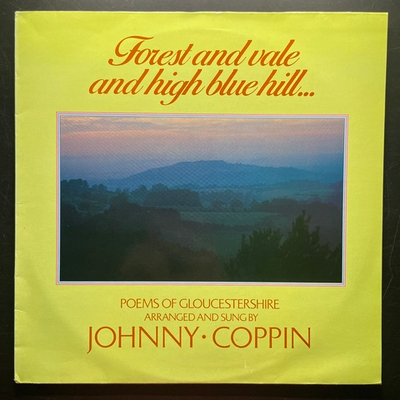 Forest and vale
and high blue hill...
POEMS OF GLOUCESTERSHIRE
ARRANGED AND SUNG BY
JOHNNY · COPPIN